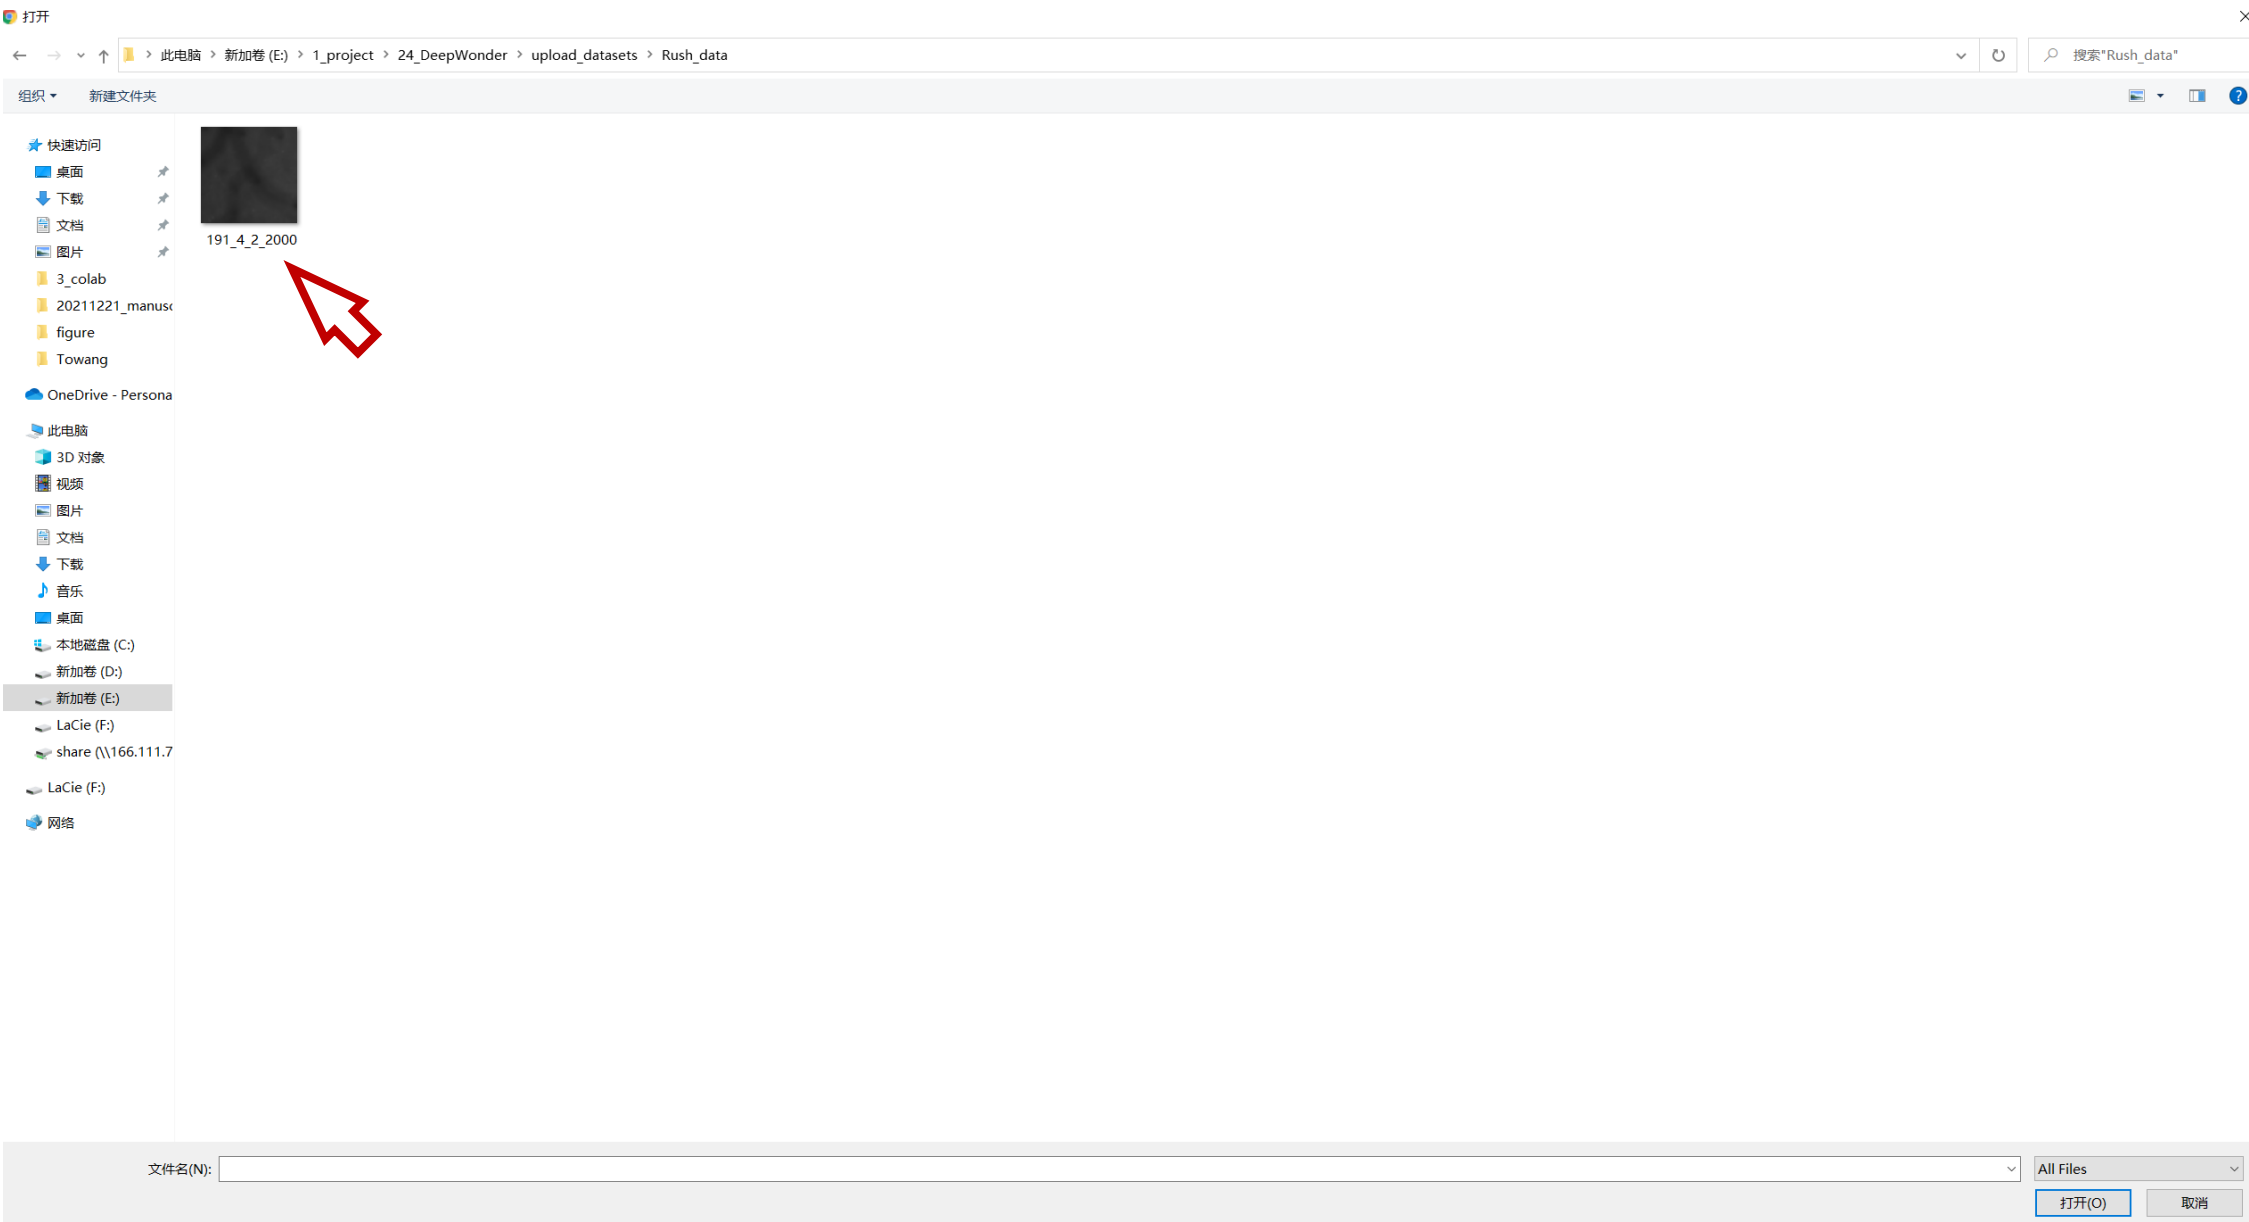 打开
此电脑 新加卷 (E:) 1_project 24_DeepWonder upload_datasets Rush_data
搜索"Rush_data"
组织 新建文件夹
快速访问
桌面
下载
文档
图片
3_colab
20211221_manusc
figure
Towang
OneDrive - Persona
此电脑
3D 对象
视频
图片
文档
下载
音乐
桌面
本地磁盘 (C:)
新加卷 (D:)
新加卷 (E:)
LaCie (F:)
share (\\166.111.7
LaCie (F:)
网络
191_4_2_2000
文件名(N):
All Files
打开(O) 取消